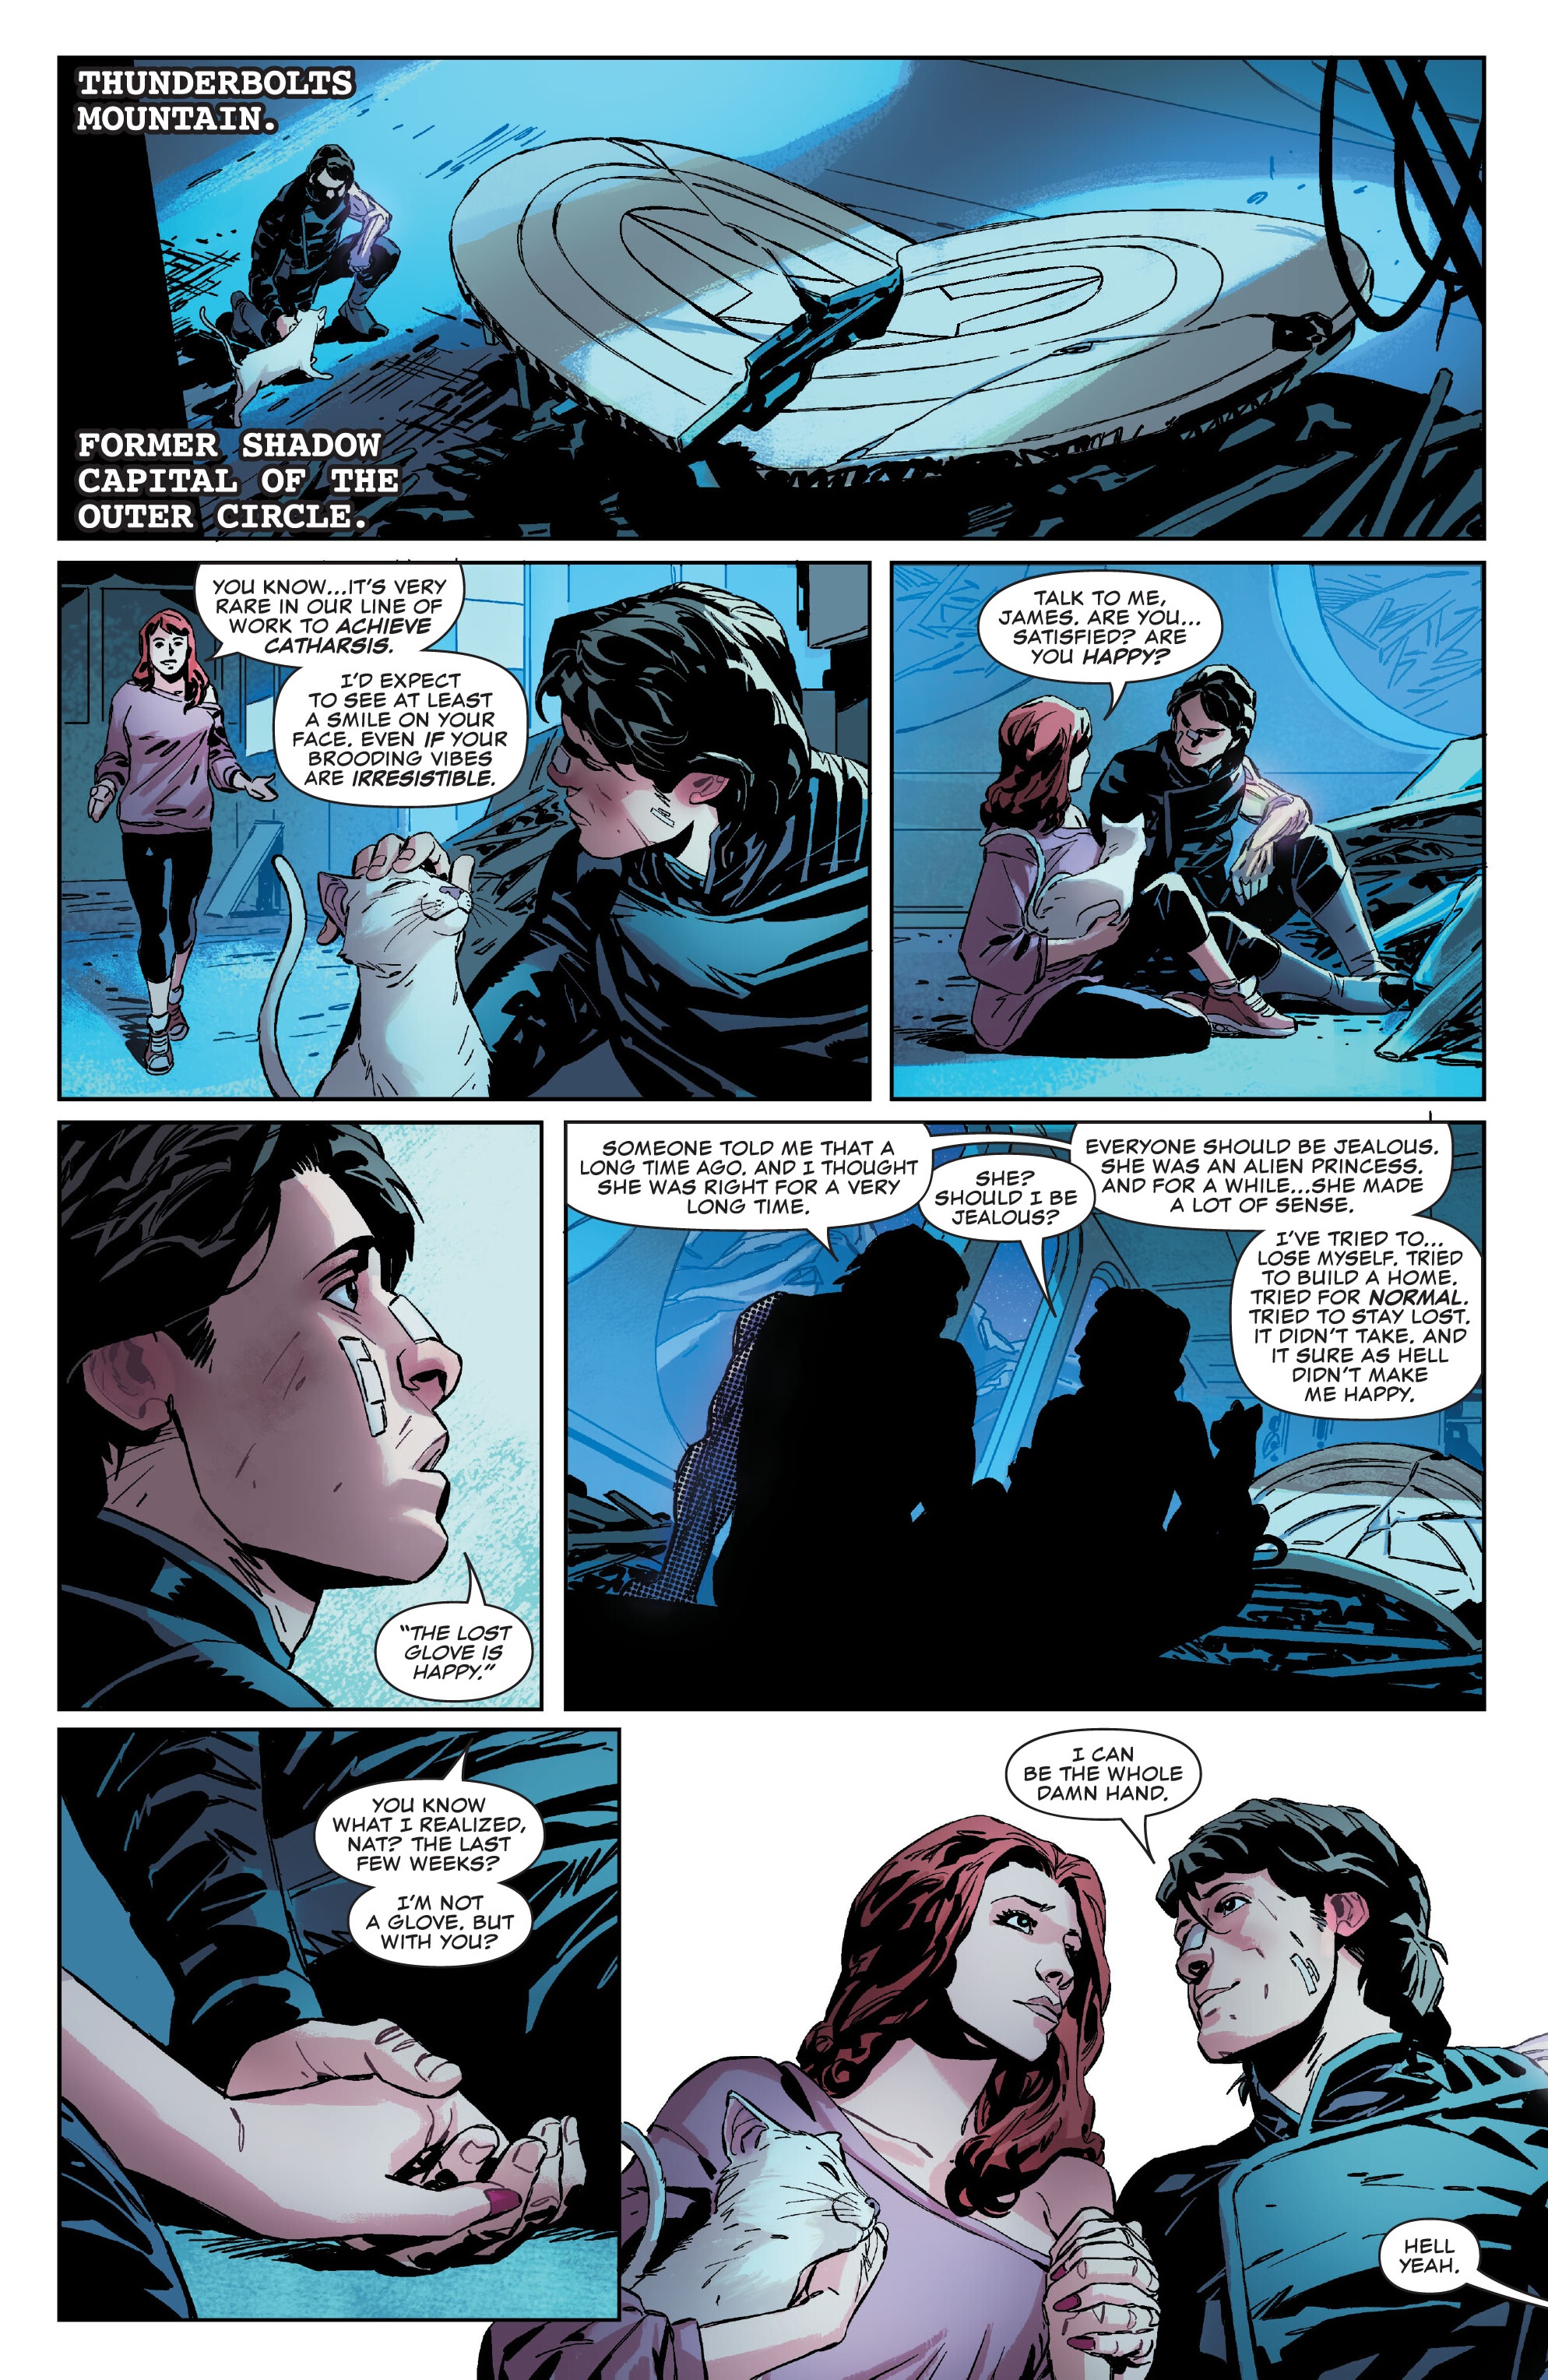 THUNDERBOLTS
MOUNTAIN.
FORMER SHADOW
CAPITAL OF THE
OUTER CIRCLE.
YOU KNOW...IT'S VERY
RARE IN OUR LINE OF
WORK TO ACHIEVE
CATHARSIS.
I'D EXPECT
TO SEE AT LEAST
A SMILE ON YOUR
FACE. EVEN IF YOUR
BROODING VIBES
ARE IRRESISTIBLE.
TALK TO ME,
JAMES. ARE YOU...
SATISFIED? ARE
YOU HAPPY?
"THE LOST
GLOVE IS
HAPPY."
SOMEONE TOLD ME THAT A
LONG TIME AGO. AND I THOUGHT
SHE WAS RIGHT FOR A VERY
LONG TIME.
SHE?
SHOULD I BE
JEALOUS?
EVERYONE SHOULD BE JEALOUS.
SHE WAS AN ALIEN PRINCESS.
AND FOR A WHILE...SHE MADE
A LOT OF SENSE.
I'VE TRIED TO...
LOSE MYSELF. TRIED
TO BUILD A HOME.
TRIED FOR NORMAL.
TRIED TO STAY LOST.
IT DIDN'T TAKE. AND
IT SURE AS HELL
DIDN'T MAKE
ME HAPPY.
YOU KNOW
WHAT I REALIZED,
NAT? THE LAST
FEW WEEKS?
I'M NOT
A GLOVE. BUT
WITH YOU?
I CAN
BE THE WHOLE
DAMN HAND.
HELL
YEAH.